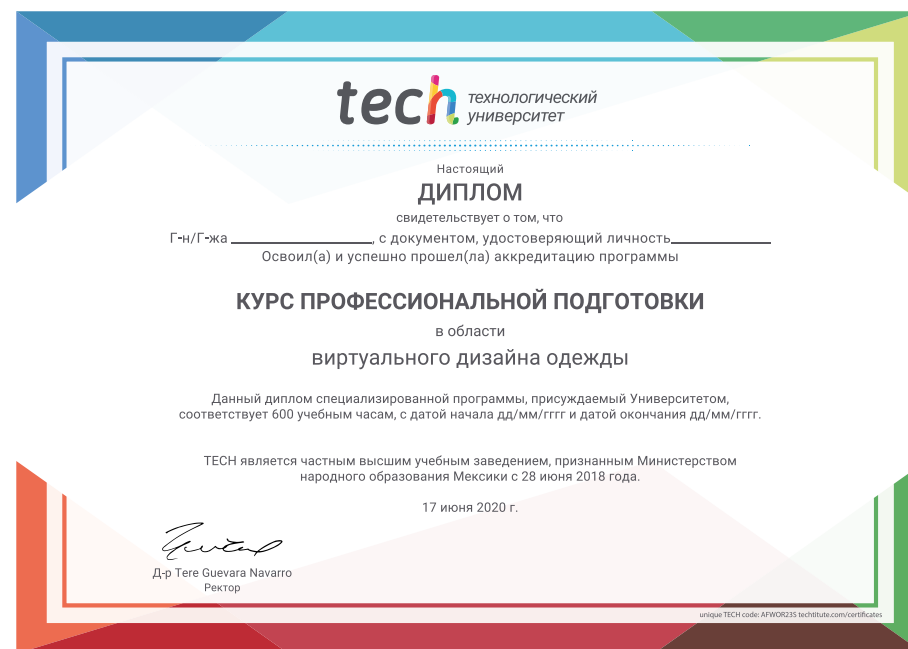 tech технологический
университет
Настоящий
ДИПЛОМ
свидетельствует о том, что
Г-н/Г-жа ____________________, с документом, удостоверяющий личность______________
Освоил(а) и успешно прошел(ла) аккредитацию программы
КУРС ПРОФЕССИОНАЛЬНОЙ ПОДГОТОВКИ
в области
виртуального дизайна одежды
Данный диплом специализированной программы, присуждаемый Университетом,
соответствует 600 учебным часам, с датой начала дд/мм/гггг и датой окончания дд/мм/гггг.
TECH является частным высшим учебным заведением, признанным Министерством
народного образования Мексики с 28 июня 2018 года.
17 июня 2020 г.
Д-р Tere Guevara Navarro
Ректор
unique TECH code: AFWOR23S techtitute.com/certificates